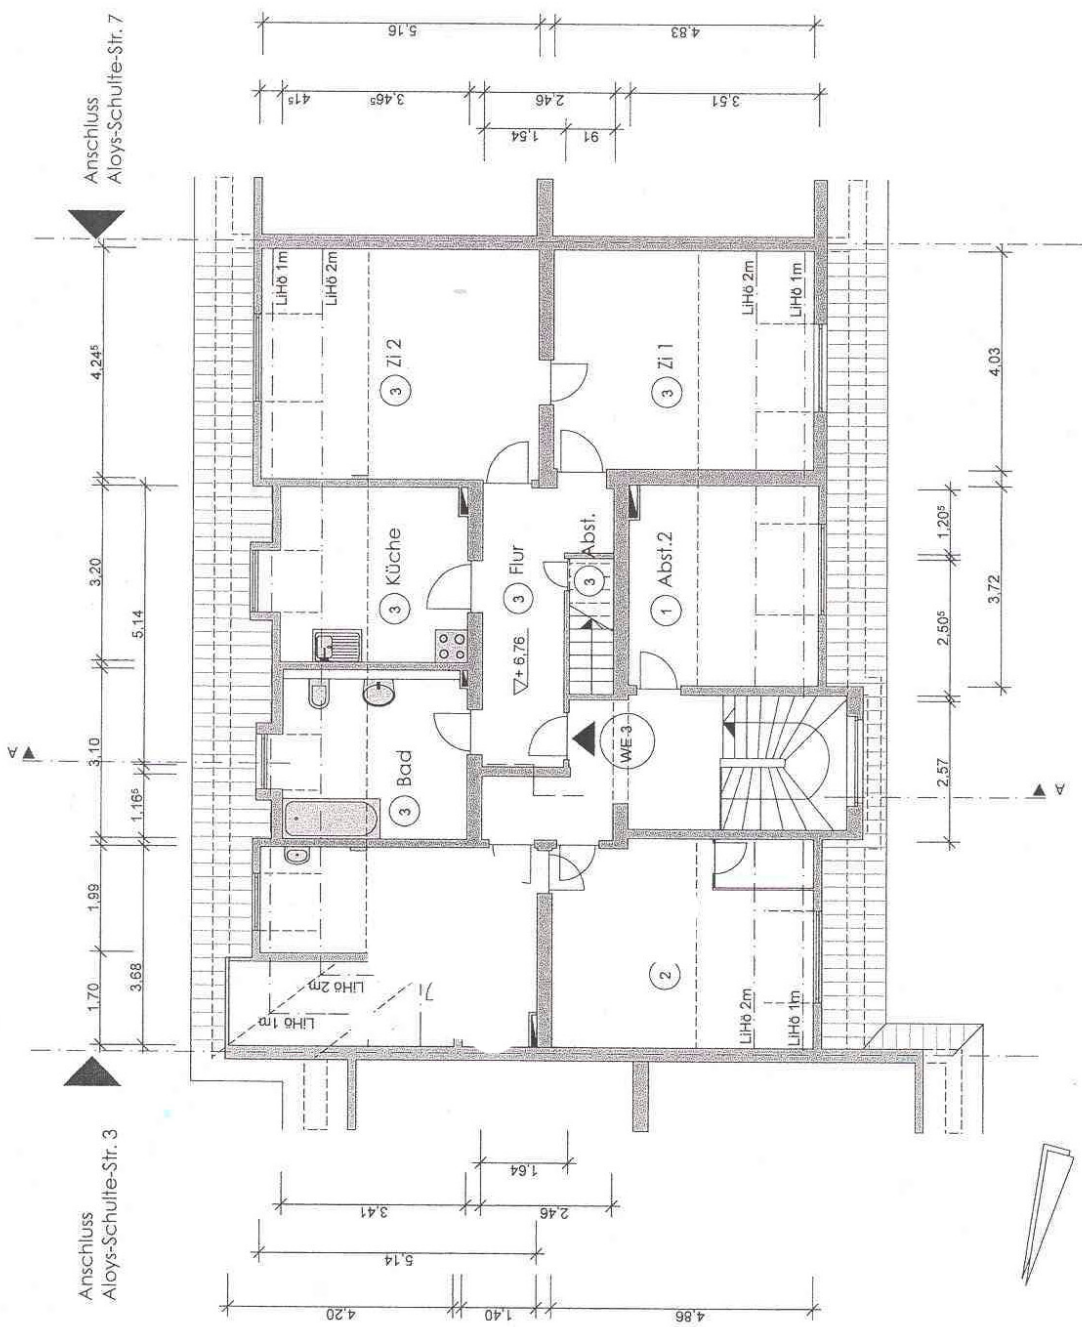 Anschluss
Aloys-Schulte-Str. 3
Anschluss
Aloys-Schulte-Str. 7
1,70
1,99
3,10
3,20
4,24⁵
3,68
1,16⁵
5,14
A
LiHö 1m
LiHö 2m
LiHö 1m
LiHö 2m
3 Bad
3 Küche
3 Zi 2
+ 6,76
3 Flur
3
Abst.
WE 3
1 Abst.2
3 Zi 1
2
LiHö 2m
LiHö 1m
LiHö 2m
LiHö 1m
A
2,57
2,50⁵
1,20⁵
3,72
4,03
4,20
1,40
4,86
5,14
3,41
2,46
1,64
5,16
4,83
41⁵
3,46⁵
2,46
3,51
1,54
91